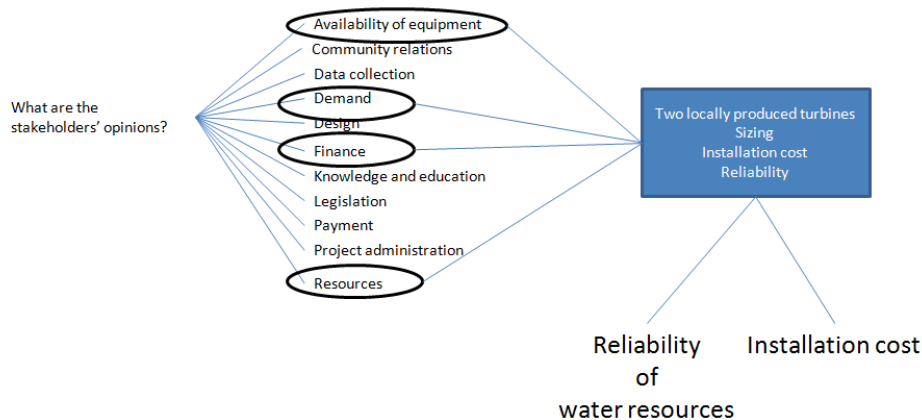 What are the
stakeholders' opinions?
Availability of equipment
Community relations
Data collection
Demand
Design
Finance
Knowledge and education
Legislation
Payment
Project administration
Resources
Two locally produced turbines
Sizing
Installation cost
Reliability
Reliability
of
water resources
Installation cost